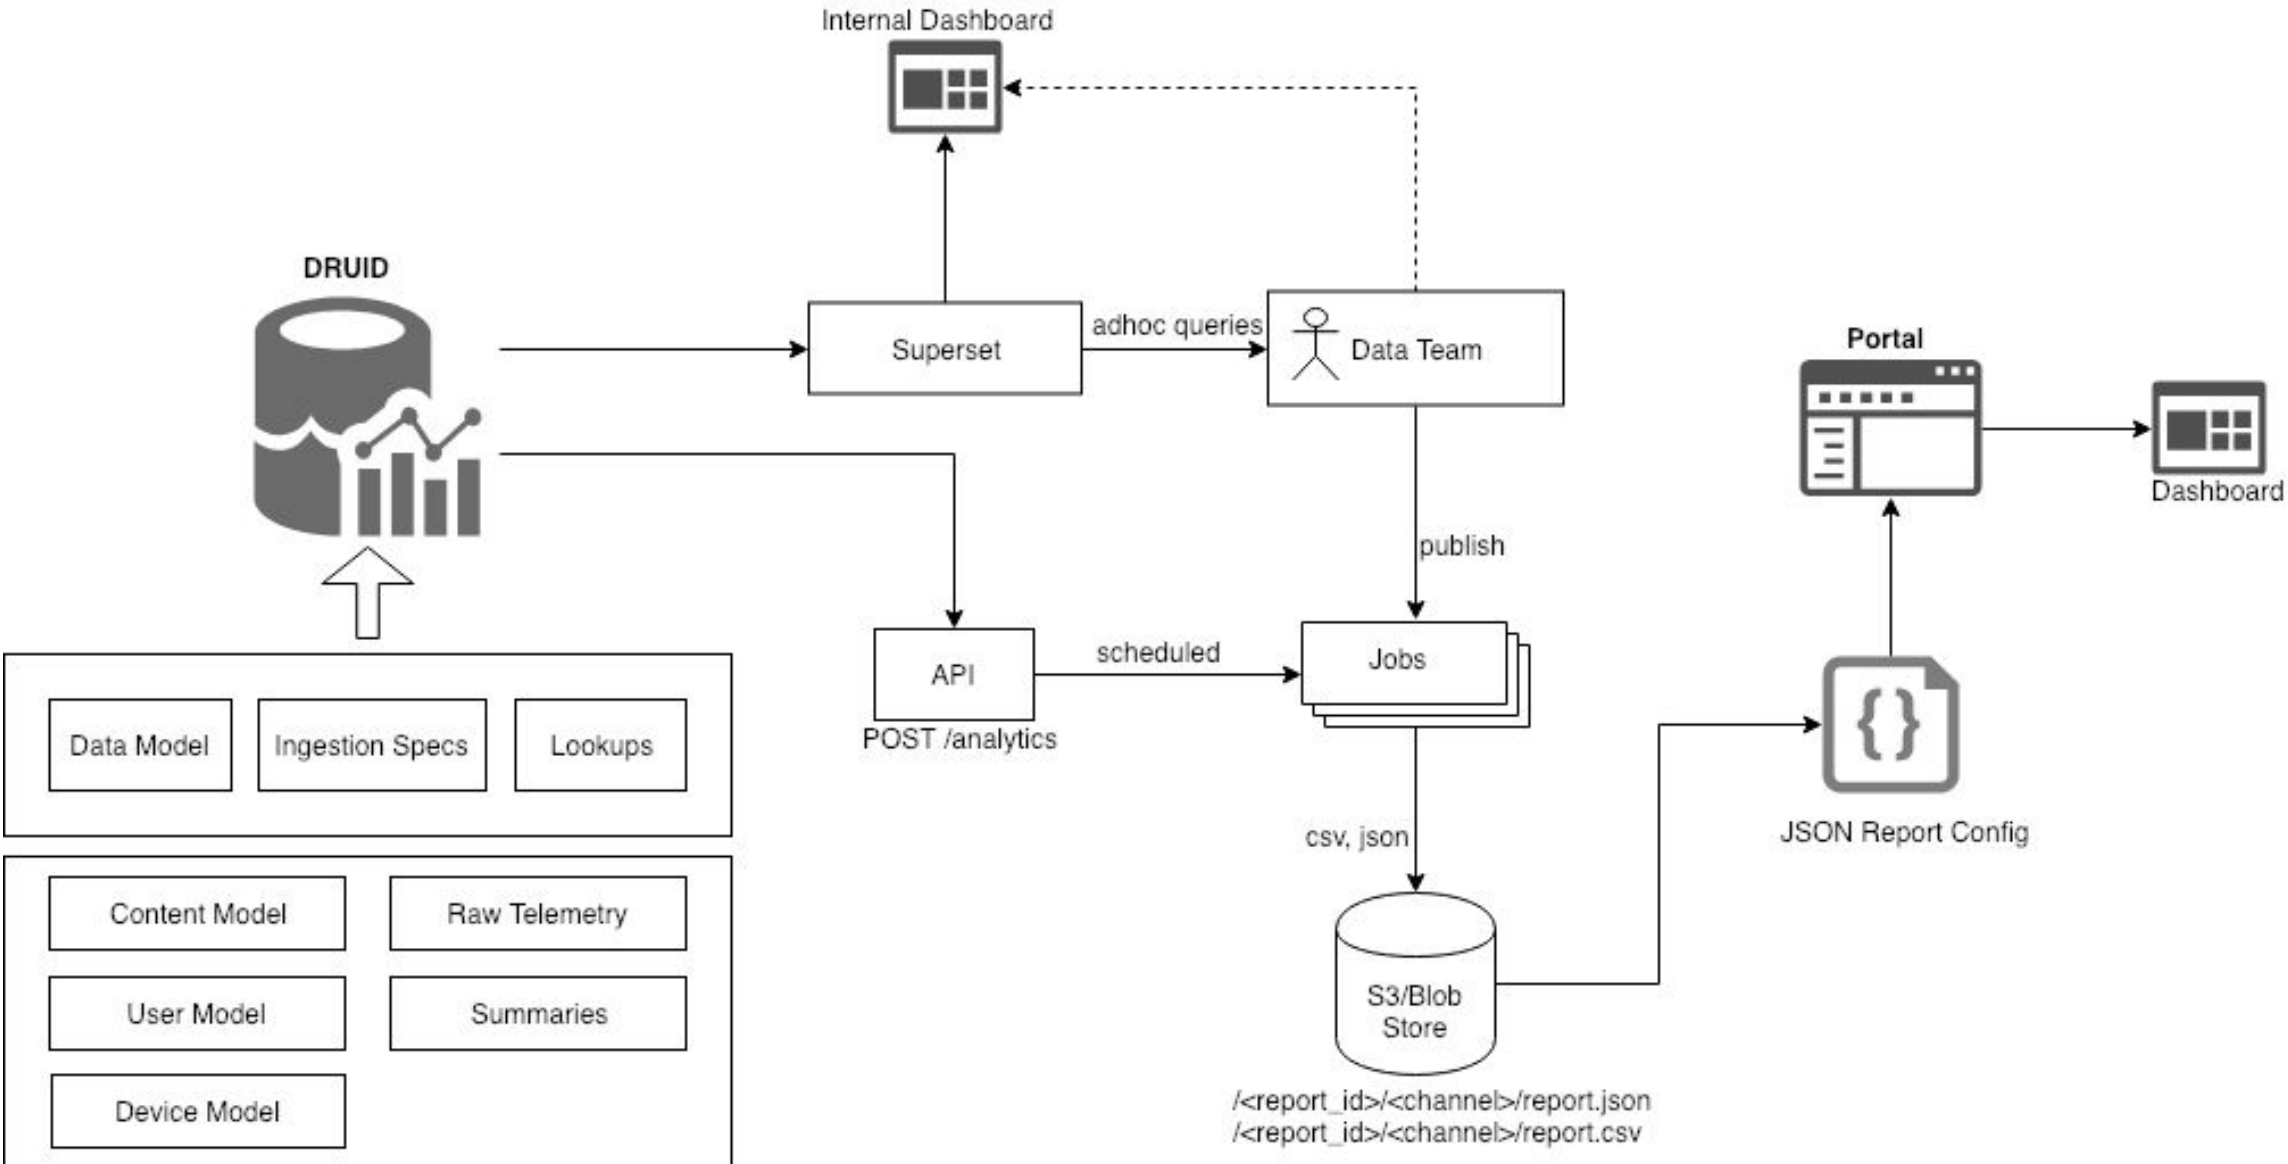 Internal Dashboard
DRUID
Superset
adhoc queries
Data Team
Portal
Dashboard
publish
API
POST /analytics
scheduled
Jobs
csv, json
JSON Report Config
Data Model
Ingestion Specs
Lookups
Content Model
Raw Telemetry
User Model
Summaries
Device Model
S3/Blob
Store
/<report_id>/<channel>/report.json
/<report_id>/<channel>/report.csv